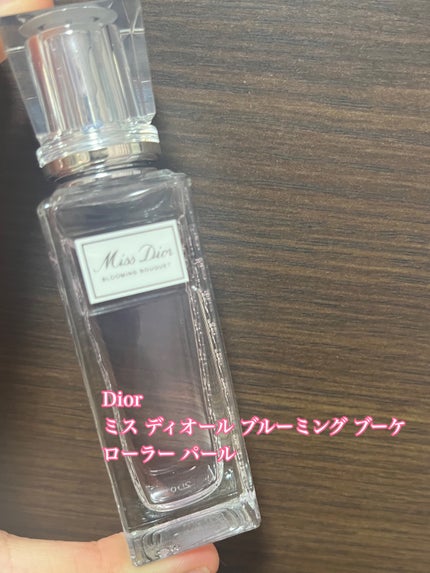 Miss Dior
BLOOMING BOUQUET
Dior
ミス ディオール ブルーミング ブーケ
ローラー パール